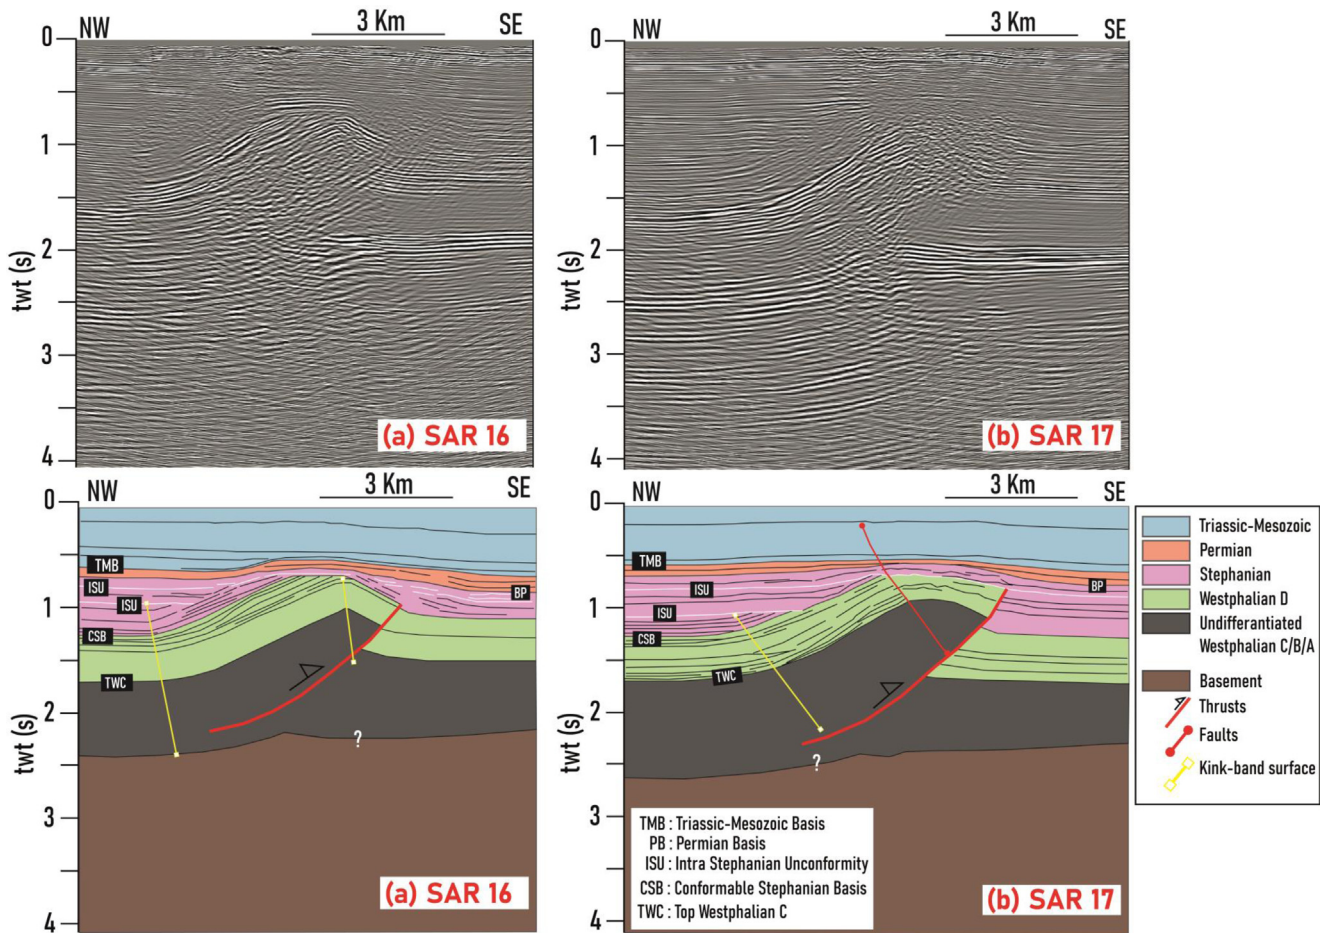 NW
3 Km
SE
0
1
2
3
4
twt (s)
(a) SAR 16
NW
3 Km
SE
0
1
2
3
4
twt (s)
(b) SAR 17
NW
3 Km
SE
0
1
2
3
4
twt (s)
TMB
ISU
ISU
CSB
TWC
BP
?
(a) SAR 16
NW
3 Km
SE
0
1
2
3
4
twt (s)
TMB
ISU
ISU
CSB
TWC
BP
?
TMB : Triassic-Mesozoic Basis
PB : Permian Basis
ISU : Intra Stephanian Unconformity
CSB : Conformable Stephanian Basis
TWC : Top Westphalian C
(b) SAR 17
Triassic-Mesozoic
Permian
Stephanian
Westphalian D
Undifferantiated
Westphalian C/B/A
Basement
Thrusts
Faults
Kink-band surface